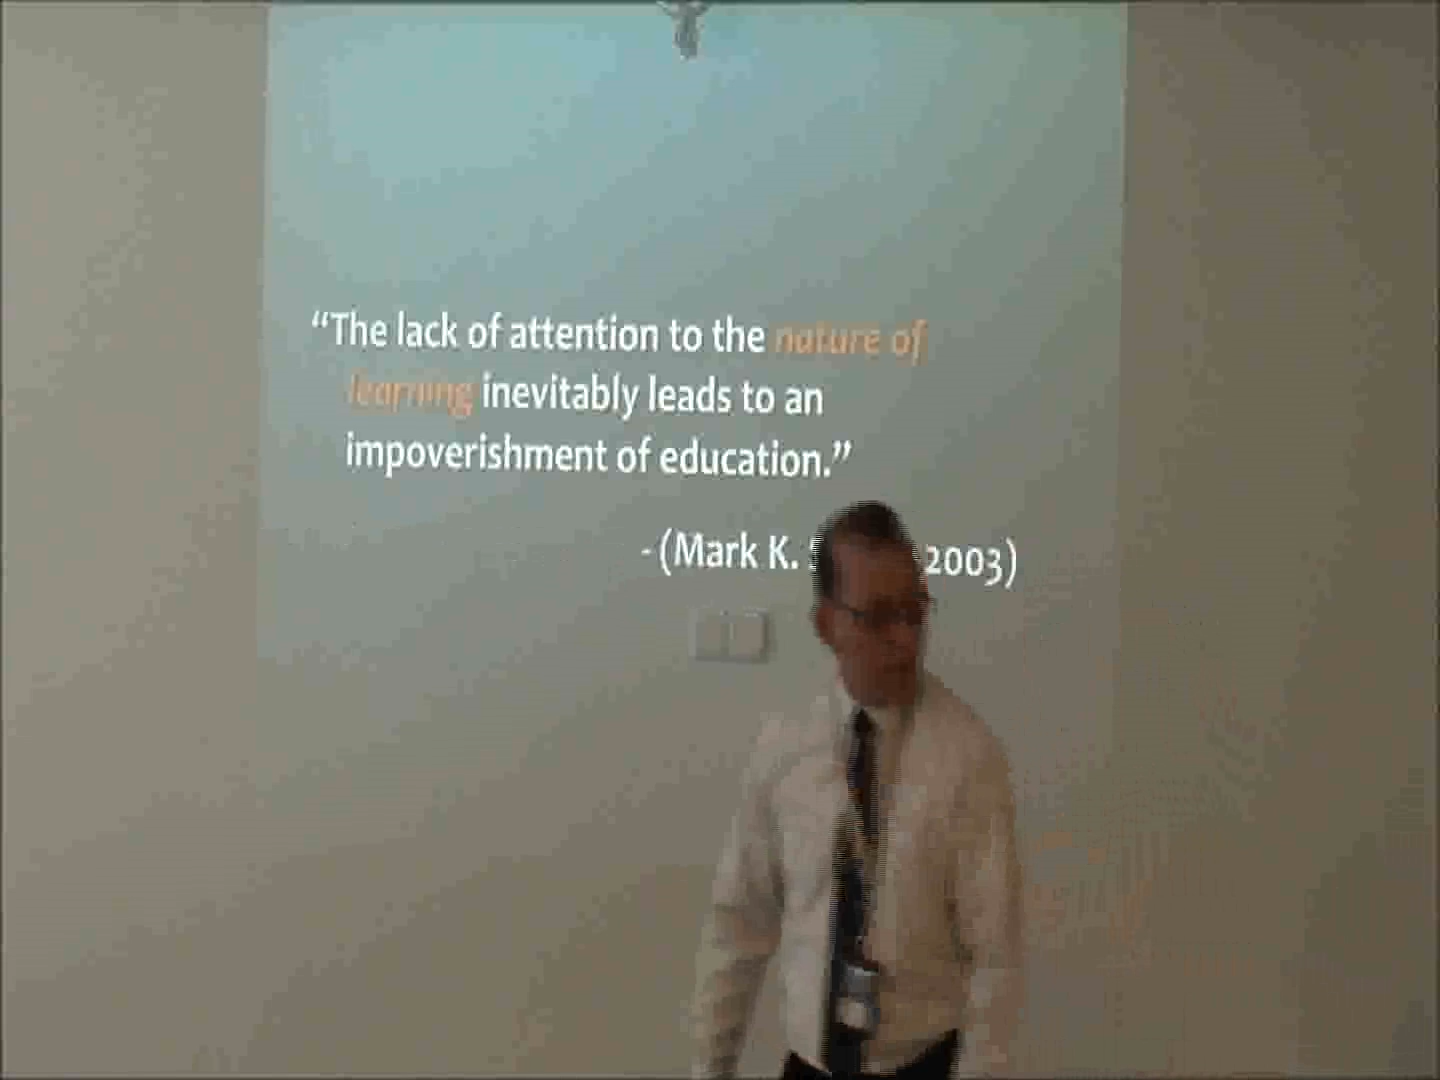 “The lack of attention to the nature of
learning inevitably leads to an
impoverishment of education.”
- (Mark K. 2003)